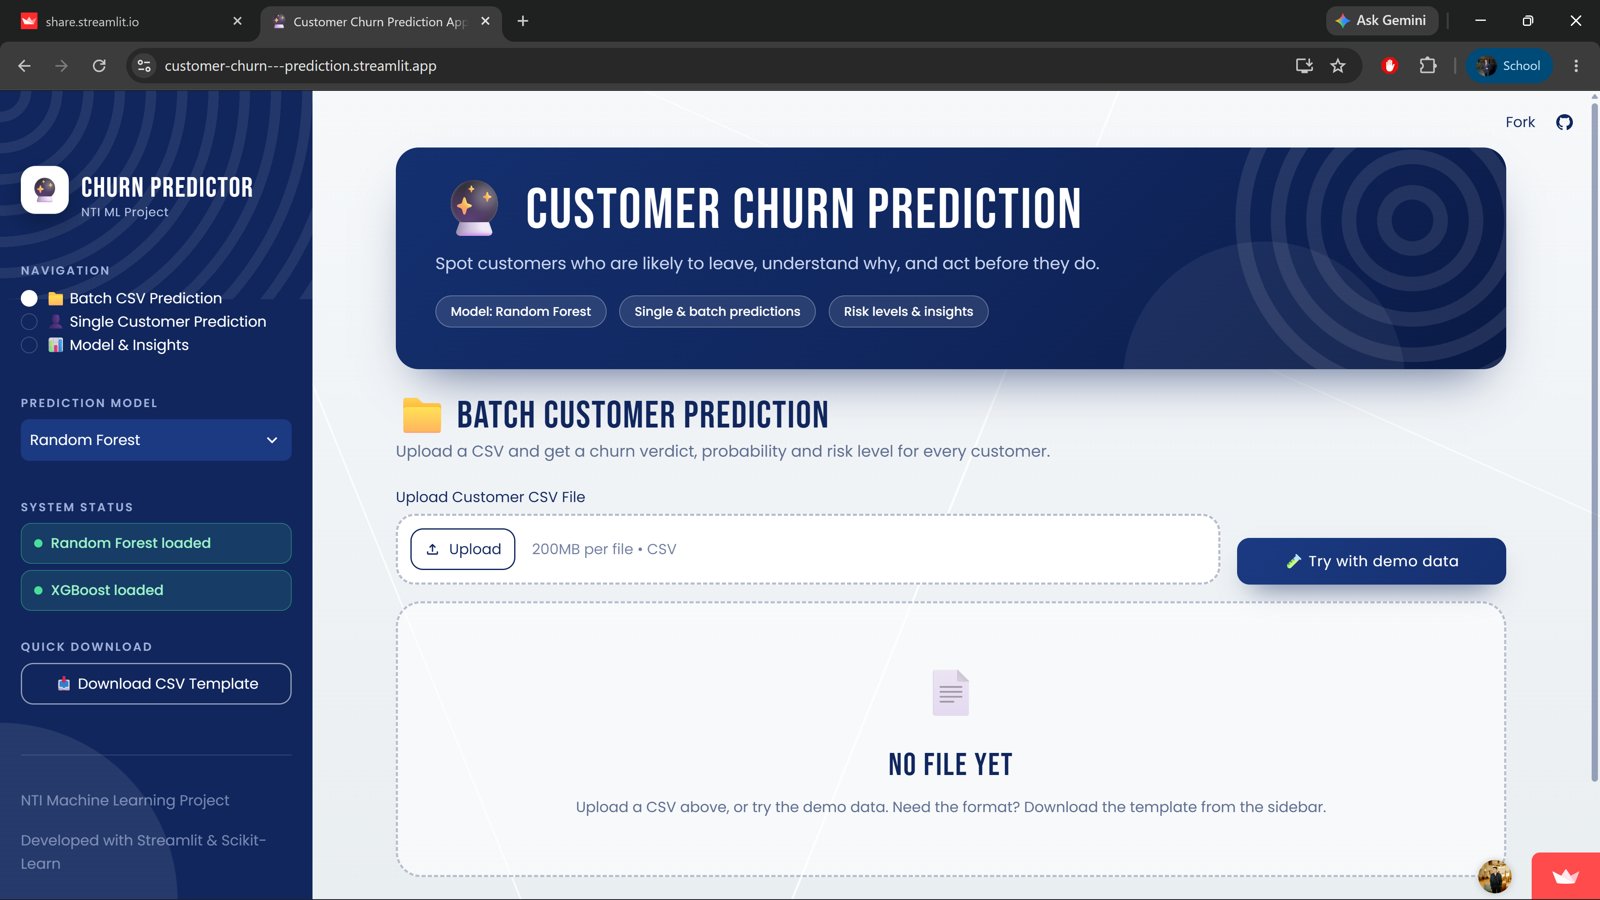 share.streamlit.io
Customer Churn Prediction App
Ask Gemini
customer-churn---prediction.streamlit.app
School
Fork
CHURN PREDICTOR
NTI ML Project
NAVIGATION
Batch CSV Prediction
Single Customer Prediction
Model & Insights
PREDICTION MODEL
Random Forest
SYSTEM STATUS
Random Forest loaded
XGBoost loaded
QUICK DOWNLOAD
Download CSV Template
NTI Machine Learning Project
Developed with Streamlit & Scikit-
Learn
CUSTOMER CHURN PREDICTION
Spot customers who are likely to leave, understand why, and act before they do.
Model: Random Forest
Single & batch predictions
Risk levels & insights
BATCH CUSTOMER PREDICTION
Upload a CSV and get a churn verdict, probability and risk level for every customer.
Upload Customer CSV File
Upload
200MB per file • CSV
Try with demo data
NO FILE YET
Upload a CSV above, or try the demo data. Need the format? Download the template from the sidebar.